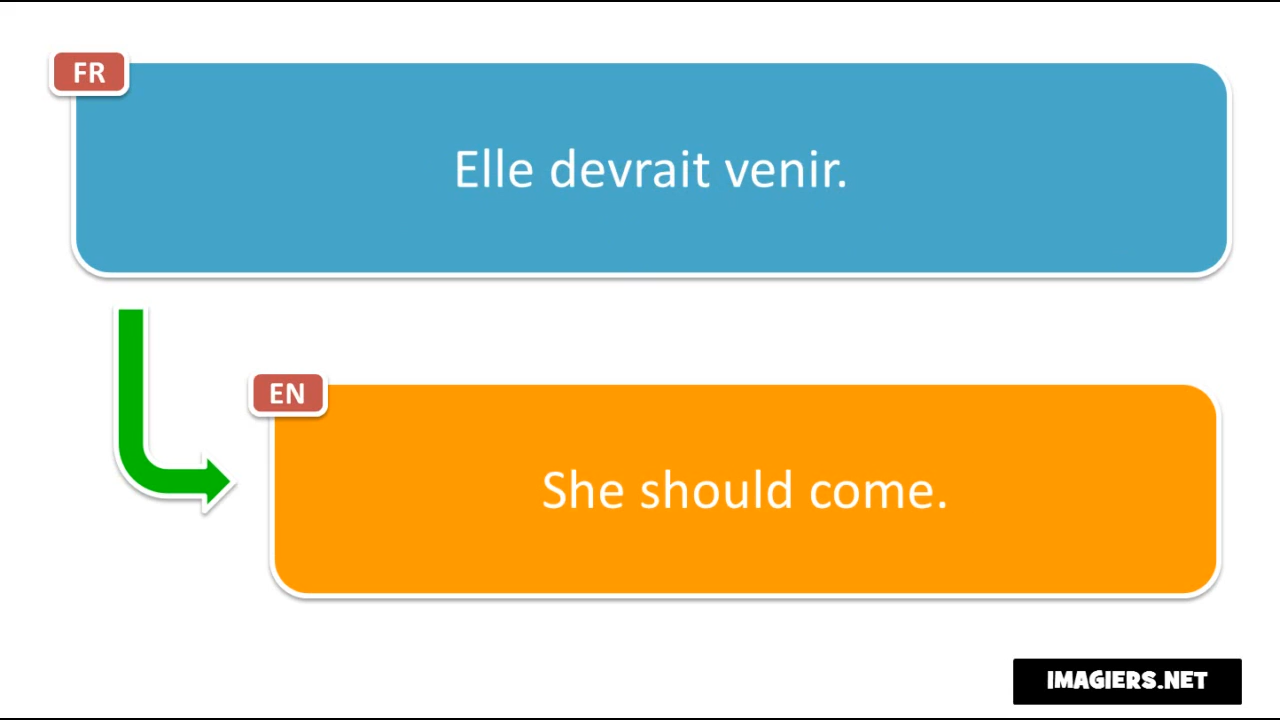 FR
Elle devrait venir.
EN
She should come.
IMAGIERS.NET